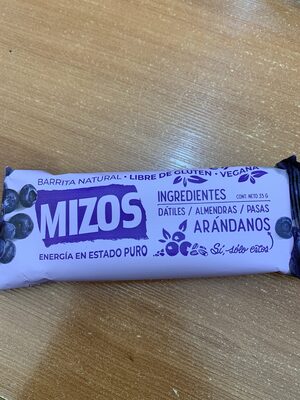 BARRITA NATURAL • LIBRE DE GLUTEN • VEGANA
MIZOS
ENERGÍA EN ESTADO PURO
INGREDIENTES
CONT. NETO 35 G
DÁTILES / ALMENDRAS / PASAS
ARÁNDANOS
Sí, sólo estos